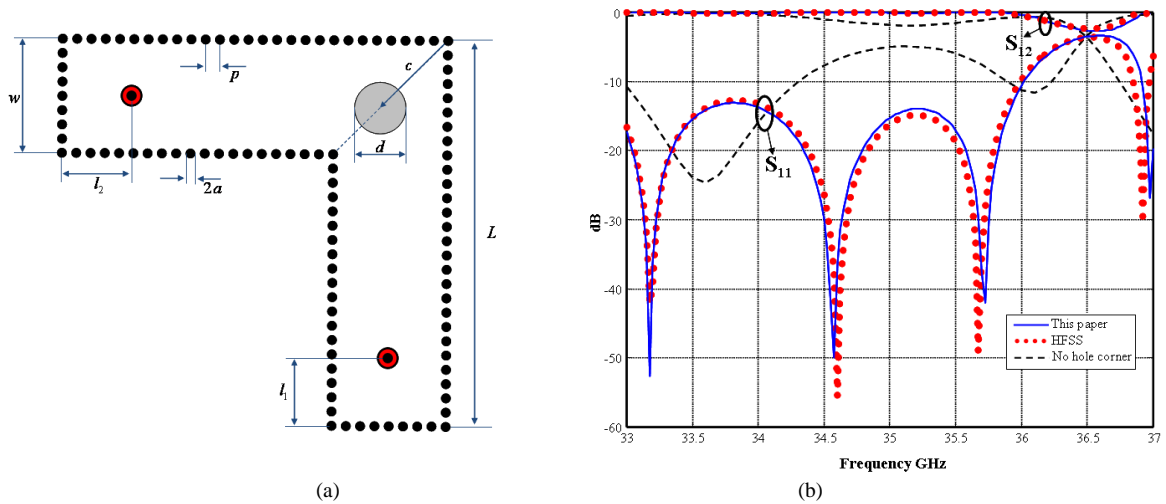 w
p
c
d
l2
2a
L
l1
(a)
0
-10
-20
-30
-40
-50
-60
dB
S12
S11
This paper
HFSS
No hole corner
33
33.5
34
34.5
35
35.5
36
36.5
37
Frequency GHz
(b)